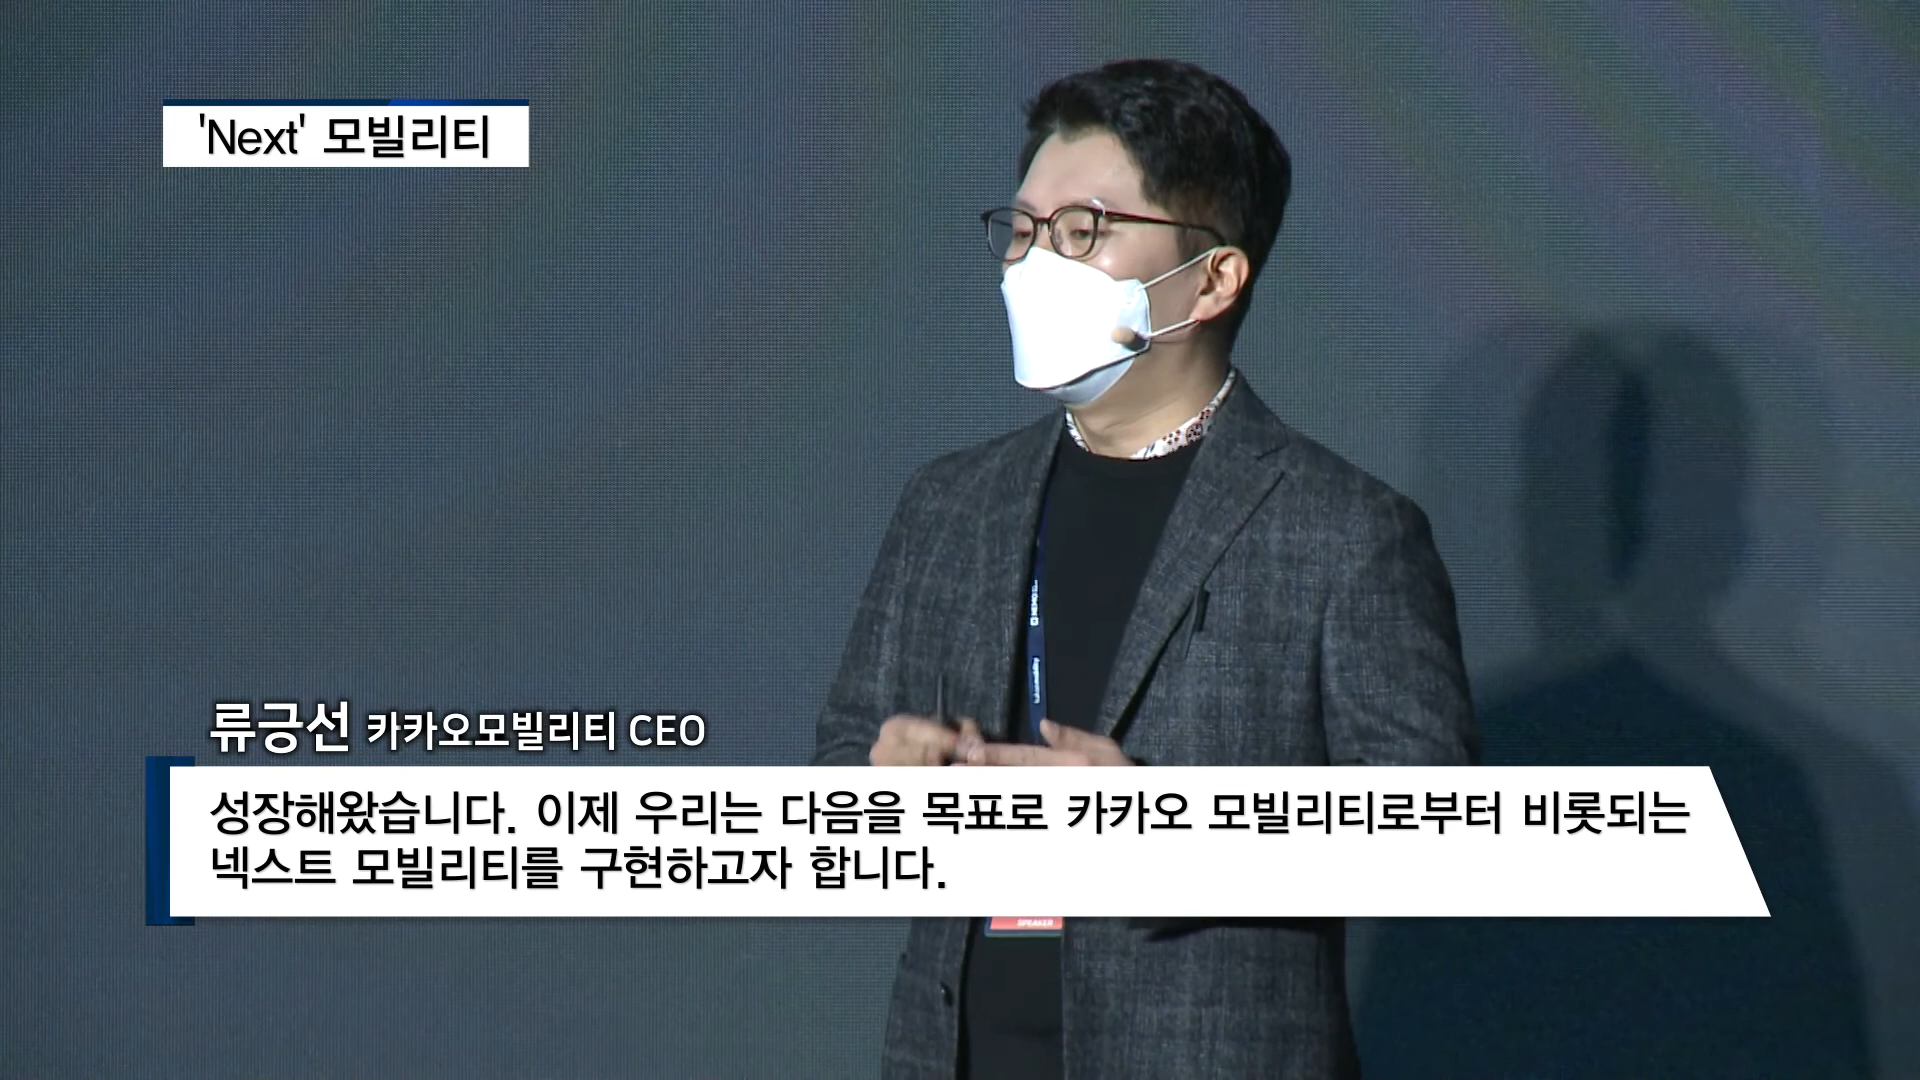 'Next' 모빌리티
류긍선 카카오모빌리티 CEO
성장해왔습니다. 이제 우리는 다음을 목표로 카카오 모빌리티로부터 비롯되는
넥스트 모빌리티를 구현하고자 합니다.
SPEAKER